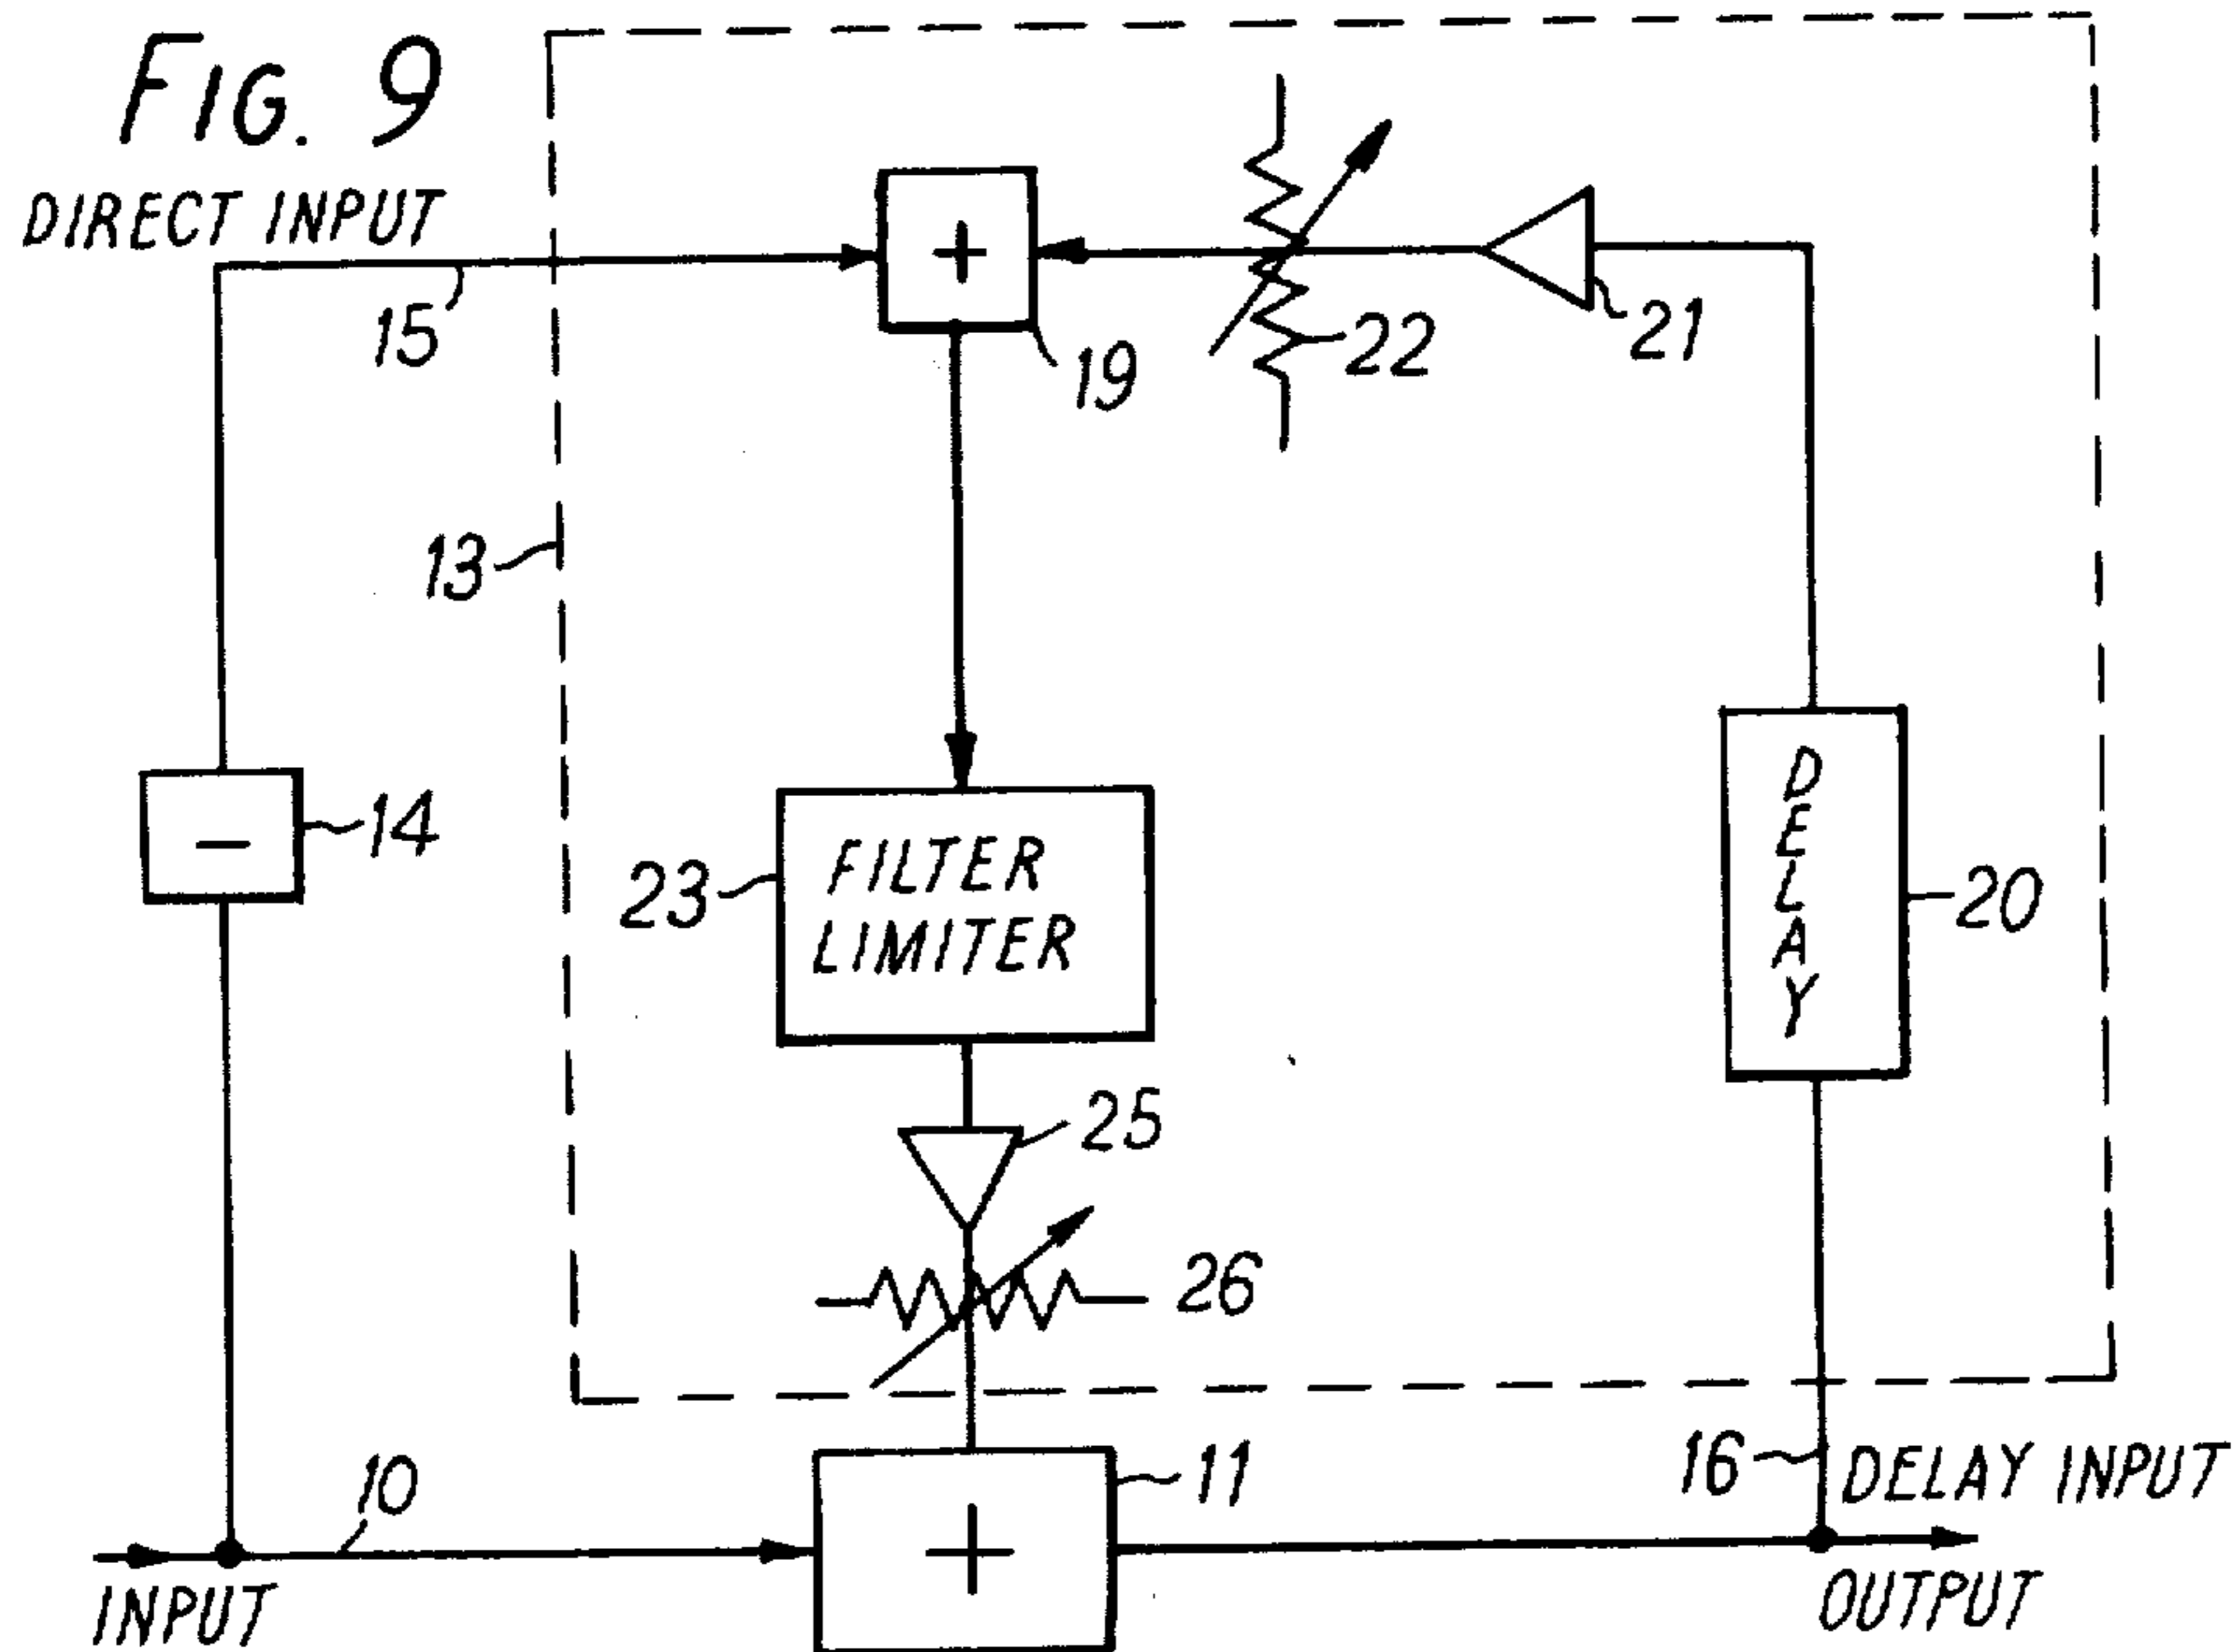 FIG. 9
DIRECT INPUT
15
+
19
22
21
13
14
-
23
FILTER
LIMITER
DELAY
20
25
26
10
11
+
16
DELAY INPUT
INPUT
OUTPUT